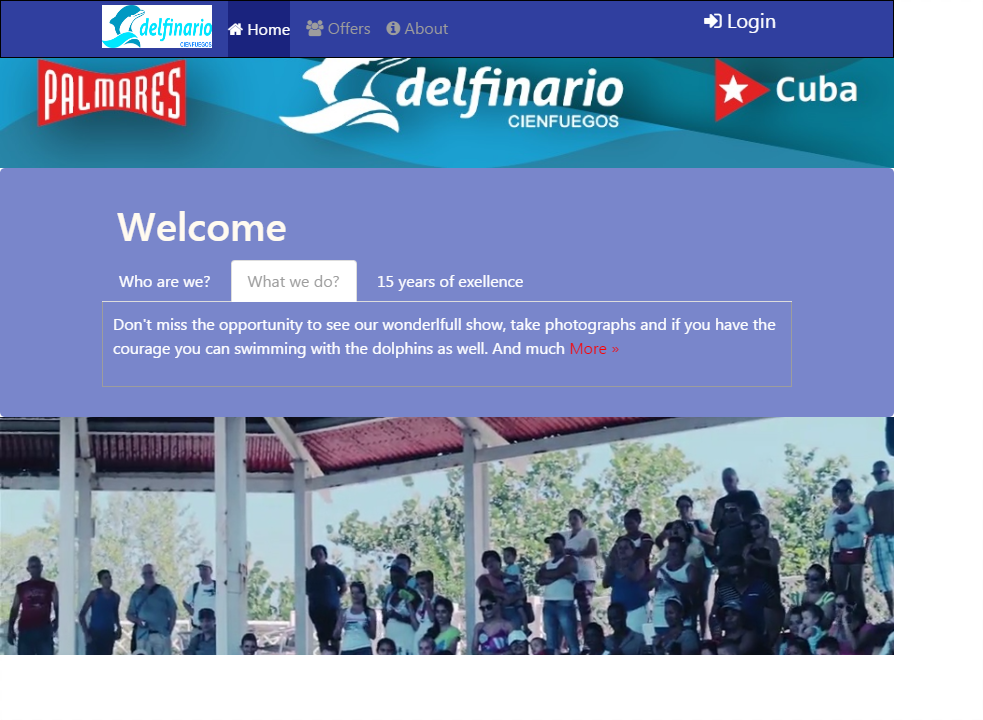 delfinario
CIENFUEGOS
Home
Offers
About
Login
PALMARES
delfinario
CIENFUEGOS
Cuba
Welcome
Who are we?
What we do?
15 years of exellence
Don't miss the opportunity to see our wonderlfull show, take photographs and if you have the
courage you can swimming with the dolphins as well. And much More »